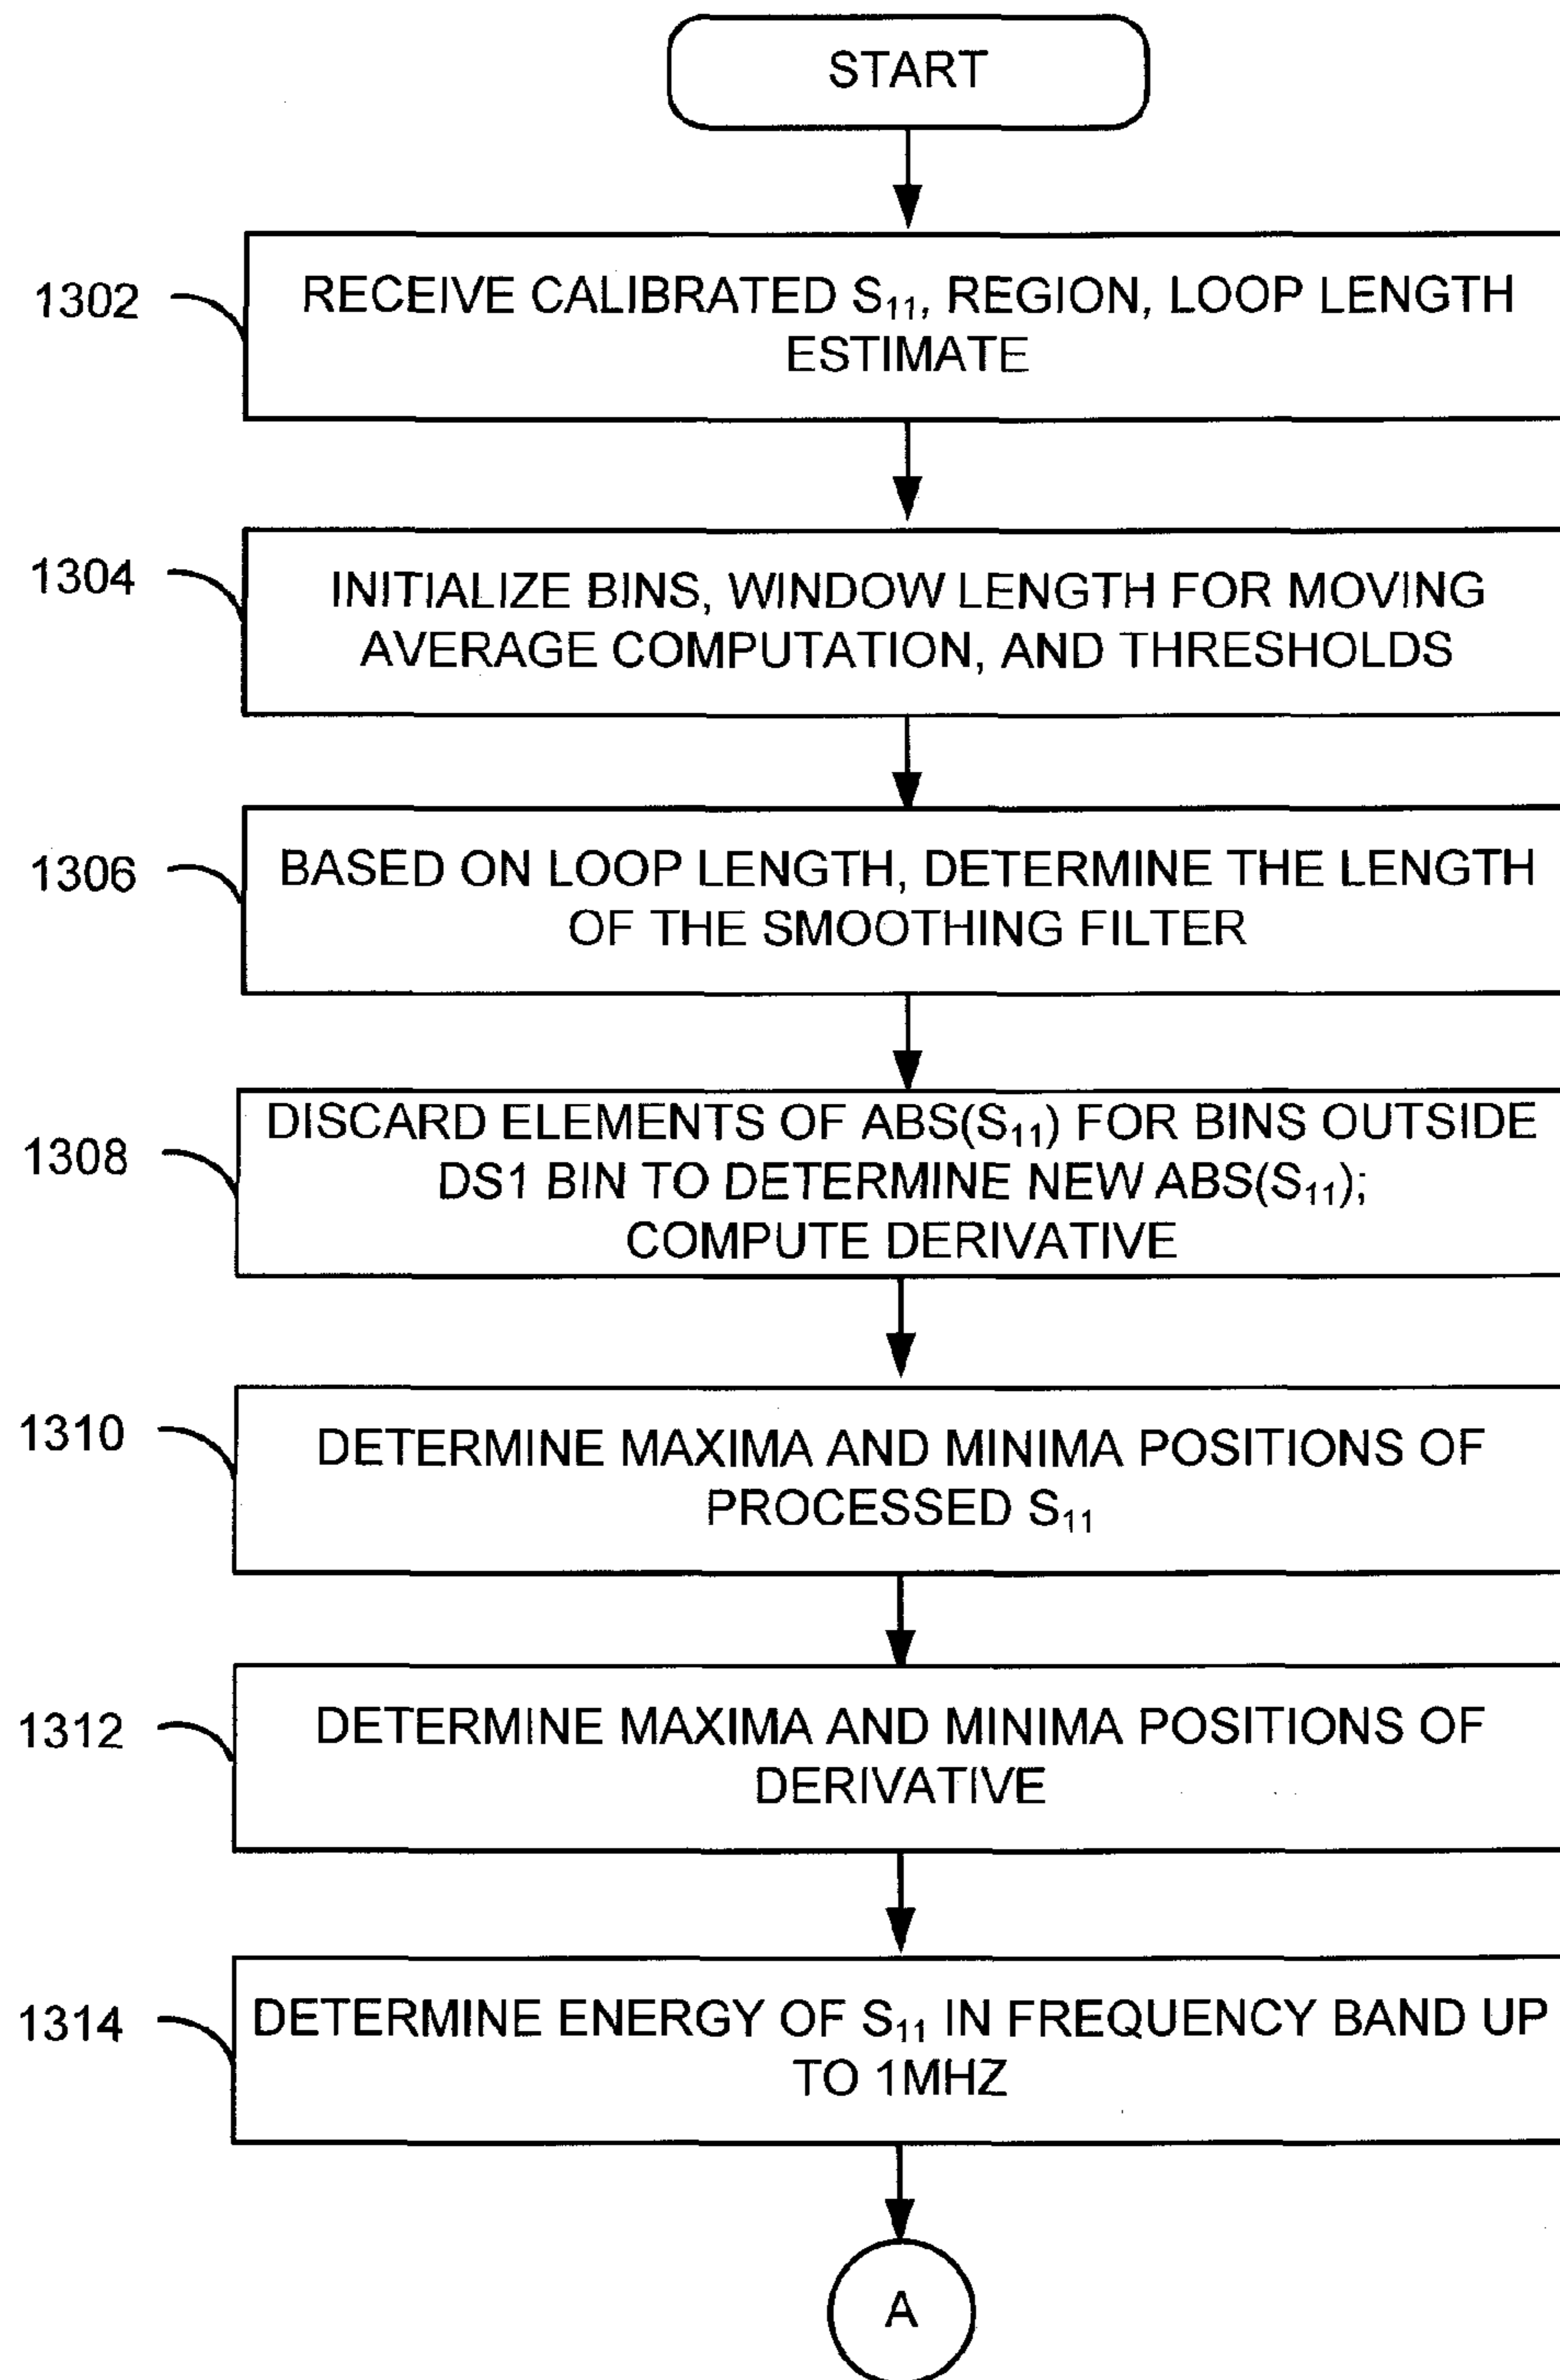 START
1302
RECEIVE CALIBRATED S₁₁, REGION, LOOP LENGTH
ESTIMATE
1304
INITIALIZE BINS, WINDOW LENGTH FOR MOVING
AVERAGE COMPUTATION, AND THRESHOLDS
1306
BASED ON LOOP LENGTH, DETERMINE THE LENGTH
OF THE SMOOTHING FILTER
1308
DISCARD ELEMENTS OF ABS(S₁₁) FOR BINS OUTSIDE
DS1 BIN TO DETERMINE NEW ABS(S₁₁);
COMPUTE DERIVATIVE
1310
DETERMINE MAXIMA AND MINIMA POSITIONS OF
PROCESSED S₁₁
1312
DETERMINE MAXIMA AND MINIMA POSITIONS OF
DERIVATIVE
1314
DETERMINE ENERGY OF S₁₁ IN FREQUENCY BAND UP
TO 1MHZ
A